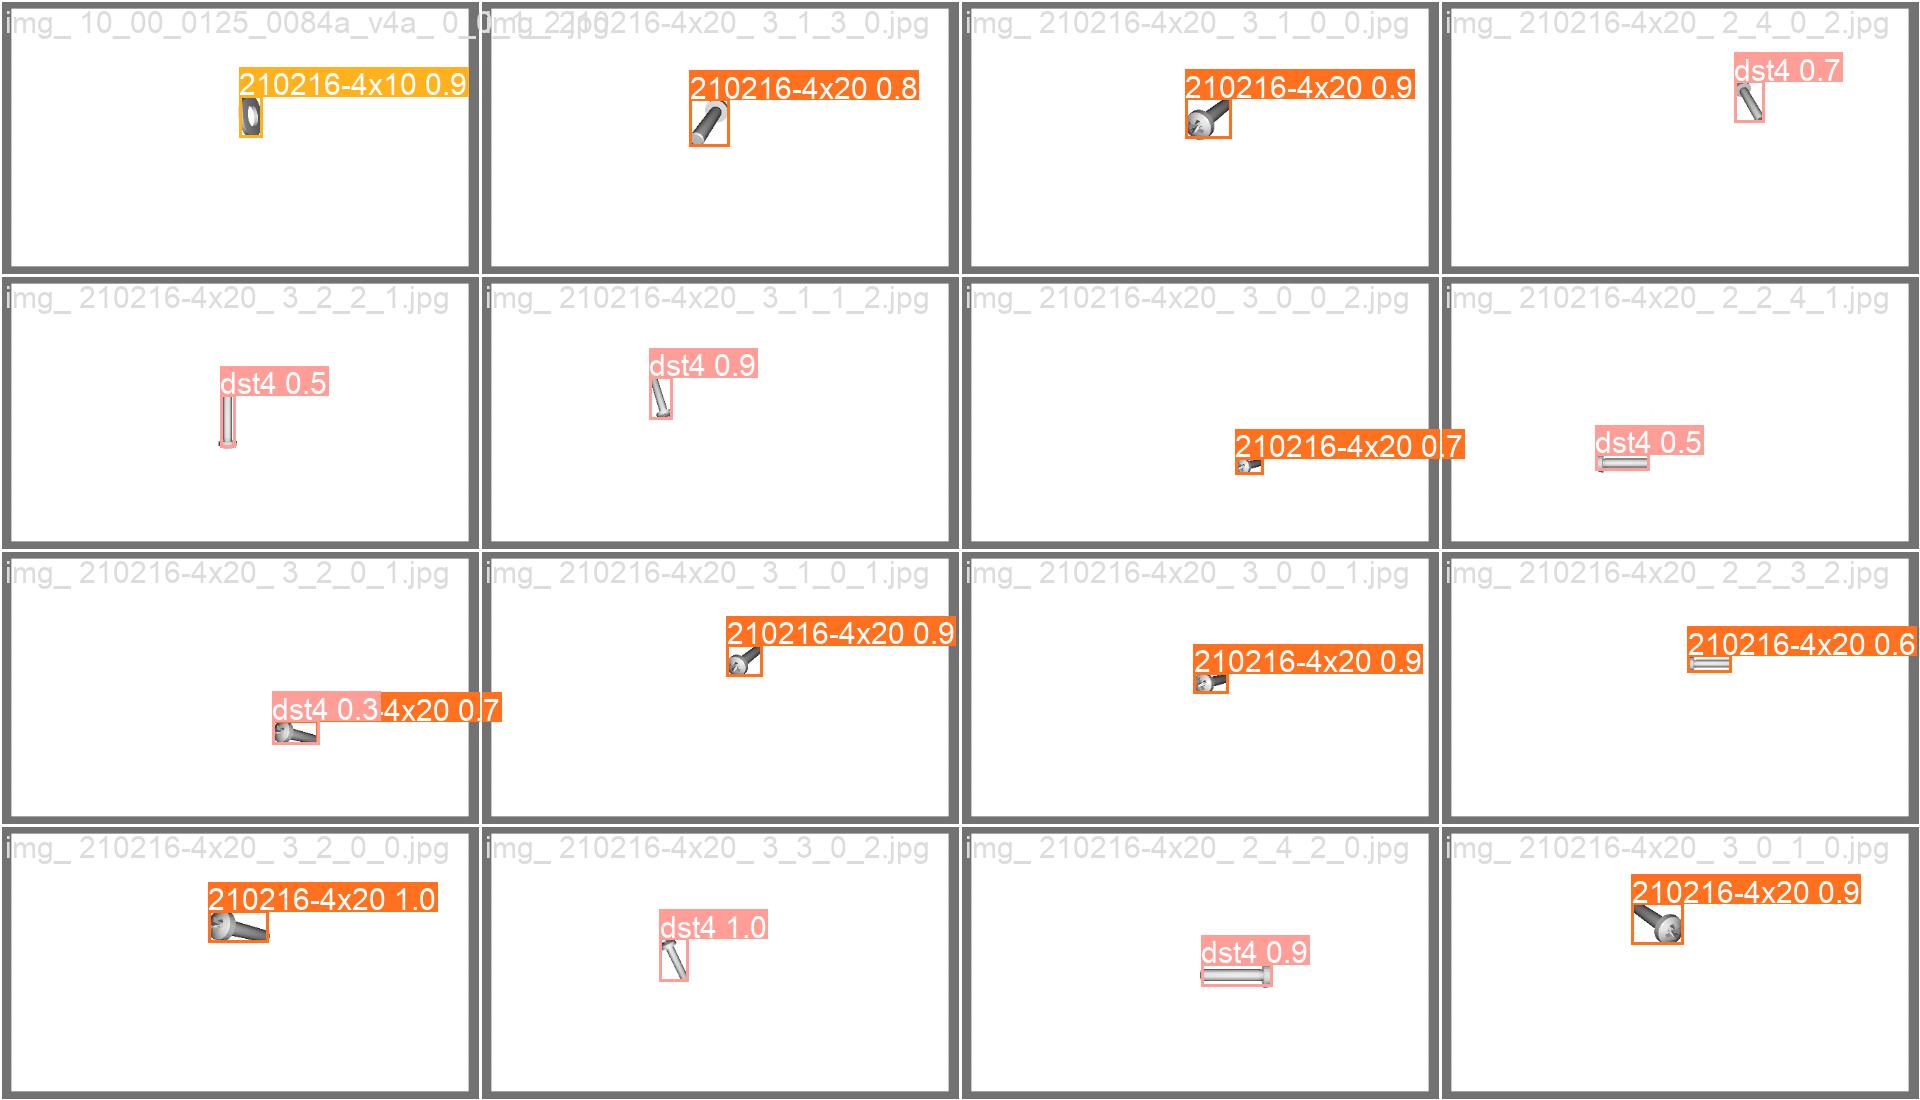 img_ 10_00_0125_0084a_v4a_ 0_0_1_2.jpg
210216-4x10 0.9
img_ 210216-4x20_ 3_1_3_0.jpg
210216-4x20 0.8
img_ 210216-4x20_ 3_1_0_0.jpg
210216-4x20 0.9
img_ 210216-4x20_ 2_4_0_2.jpg
dst4 0.7
img_ 210216-4x20_ 3_2_2_1.jpg
dst4 0.5
img_ 210216-4x20_ 3_1_1_2.jpg
dst4 0.9
img_ 210216-4x20_ 3_0_0_2.jpg
210216-4x20 0.7
img_ 210216-4x20_ 2_2_4_1.jpg
dst4 0.5
img_ 210216-4x20_ 3_2_0_1.jpg
dst4 0.3
-4x20 0.7
img_ 210216-4x20_ 3_1_0_1.jpg
210216-4x20 0.9
img_ 210216-4x20_ 3_0_0_1.jpg
210216-4x20 0.9
img_ 210216-4x20_ 2_2_3_2.jpg
210216-4x20 0.6
img_ 210216-4x20_ 3_2_0_0.jpg
210216-4x20 1.0
img_ 210216-4x20_ 3_3_0_2.jpg
dst4 1.0
img_ 210216-4x20_ 2_4_2_0.jpg
dst4 0.9
img_ 210216-4x20_ 3_0_1_0.jpg
210216-4x20 0.9